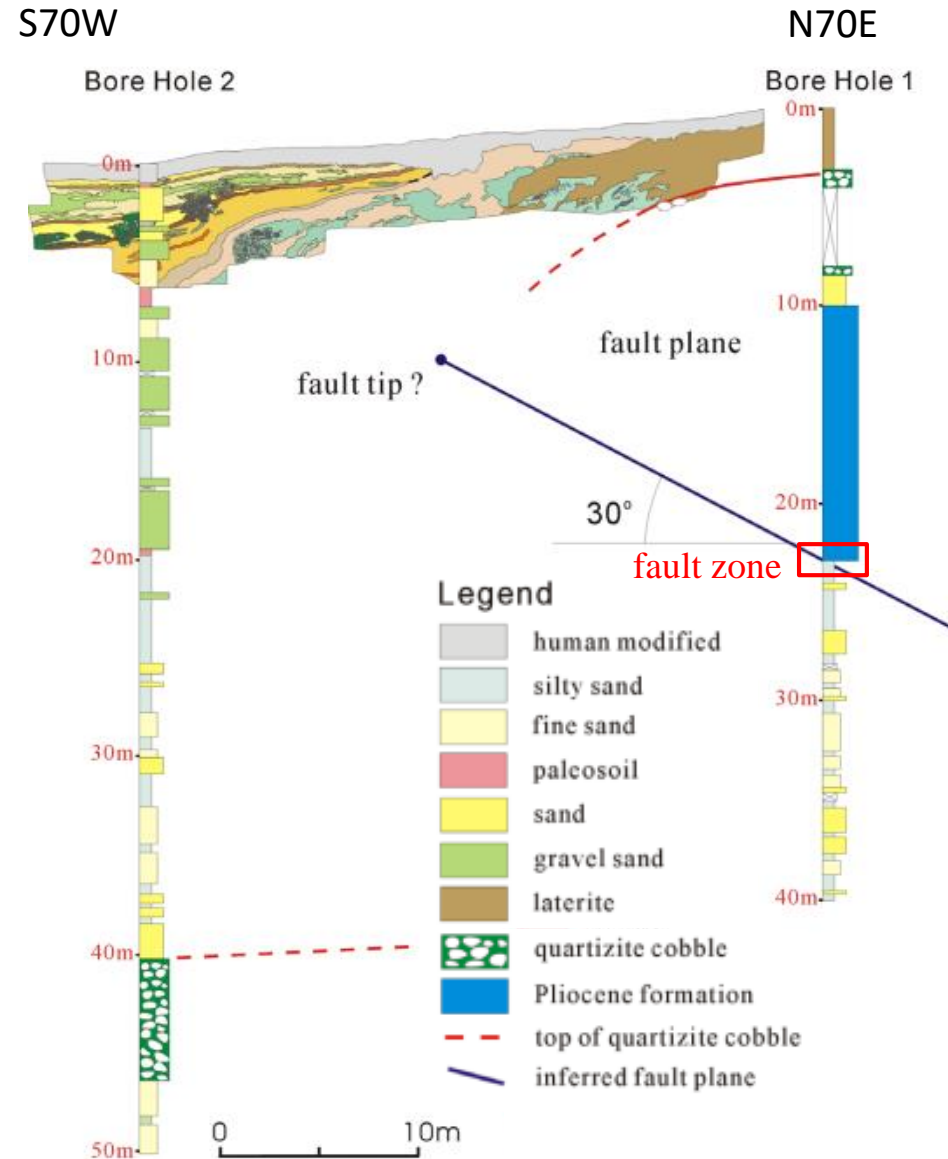 S70W
N70E
Bore Hole 2
Bore Hole 1
0m
0m
10m
10m
fault plane
fault tip ?
30°
20m
20m
fault zone
Legend
human modified
silty sand
fine sand
paleosoil
sand
gravel sand
laterite
quartizite cobble
Pliocene formation
top of quartizite cobble
inferred fault plane
30m
30m
40m
40m
50m
0
10m